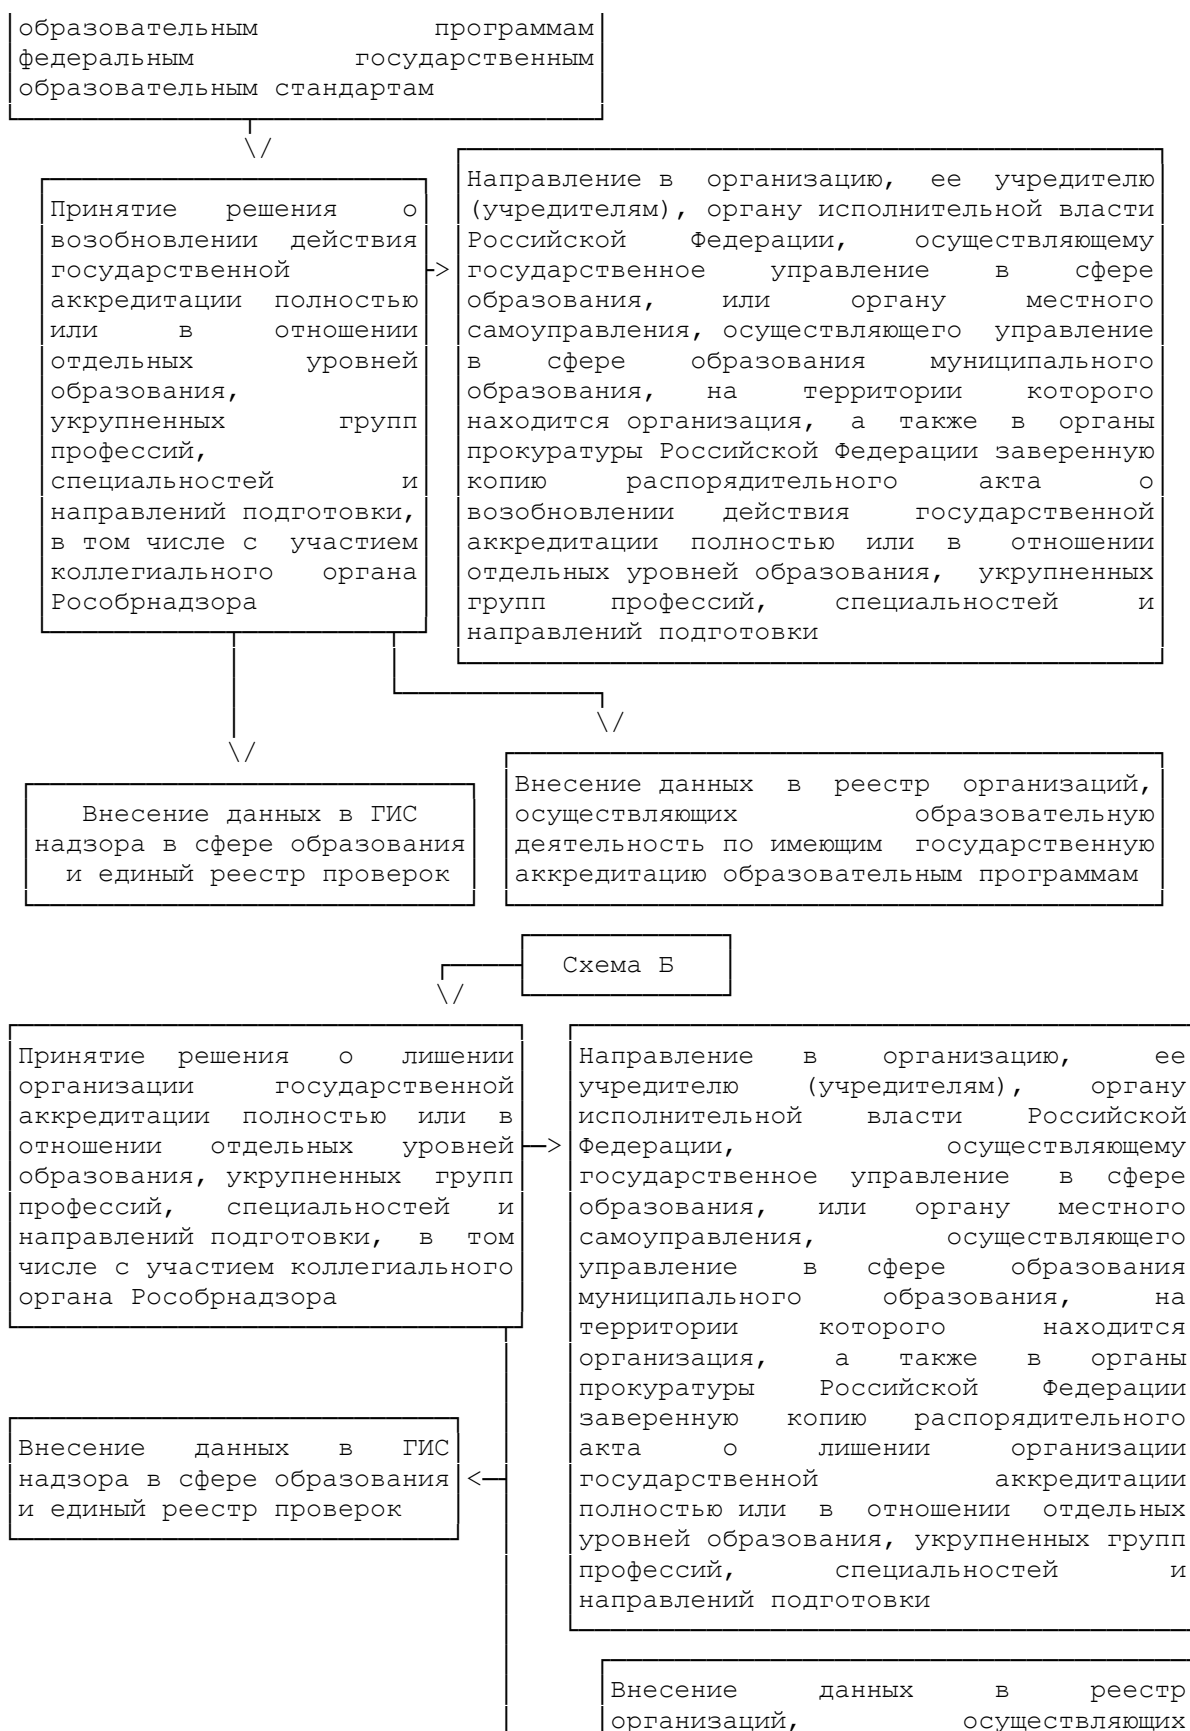 образовательным программам
федеральным государственным
образовательным стандартам
Принятие решения о
возобновлении действия
государственной
аккредитации полностью
или в отношении
отдельных уровней
образования,
укрупненных групп
профессий,
специальностей и
направлений подготовки,
в том числе с участием
коллегиального органа
Рособрнадзора
Направление в организацию, ее учредителю
(учредителям), органу исполнительной власти
Российской Федерации, осуществляющему
государственное управление в сфере
образования, или органу местного
самоуправления, осуществляющего управление
в сфере образования муниципального
образования, на территории которого
находится организация, а также в органы
прокуратуры Российской Федерации заверенную
копию распорядительного акта о
возобновлении действия государственной
аккредитации полностью или в отношении
отдельных уровней образования, укрупненных
групп профессий, специальностей и
направлений подготовки
Внесение данных в ГИС
надзора в сфере образования
и единый реестр проверок
Внесение данных в реестр организаций,
осуществляющих образовательную
деятельность по имеющим государственную
аккредитацию образовательным программам
Схема Б
Принятие решения о лишении
организации государственной
аккредитации полностью или в
отношении отдельных уровней
образования, укрупненных групп
профессий, специальностей и
направлений подготовки, в том
числе с участием коллегиального
органа Рособрнадзора
Направление в организацию, ее
учредителю (учредителям), органу
исполнительной власти Российской
Федерации, осуществляющему
государственное управление в сфере
образования, или органу местного
самоуправления, осуществляющего
управление в сфере образования
муниципального образования, на
территории которого находится
организация, а также в органы
прокуратуры Российской Федерации
заверенную копию распорядительного
акта о лишении организации
государственной аккредитации
полностью или в отношении отдельных
уровней образования, укрупненных групп
профессий, специальностей и
направлений подготовки
Внесение данных в ГИС
надзора в сфере образования
и единый реестр проверок
Внесение данных в реестр
организаций, осуществляющих